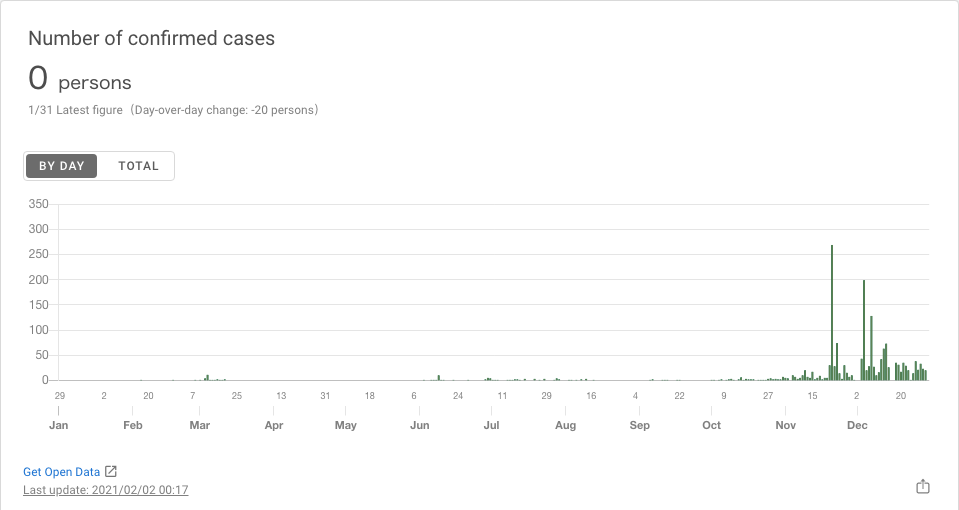 Number of confirmed cases
0 persons
1/31 Latest figure（Day-over-day change: -20 persons）
BY DAY TOTAL
350
300
250
200
150
100
50
0
29 2 20 7 25 13 31 18 6 24 11 29 16 4 22 9 27 15 2 20
Jan Feb Mar Apr May Jun Jul Aug Sep Oct Nov Dec
Get Open Data
Last update: 2021/02/02 00:17